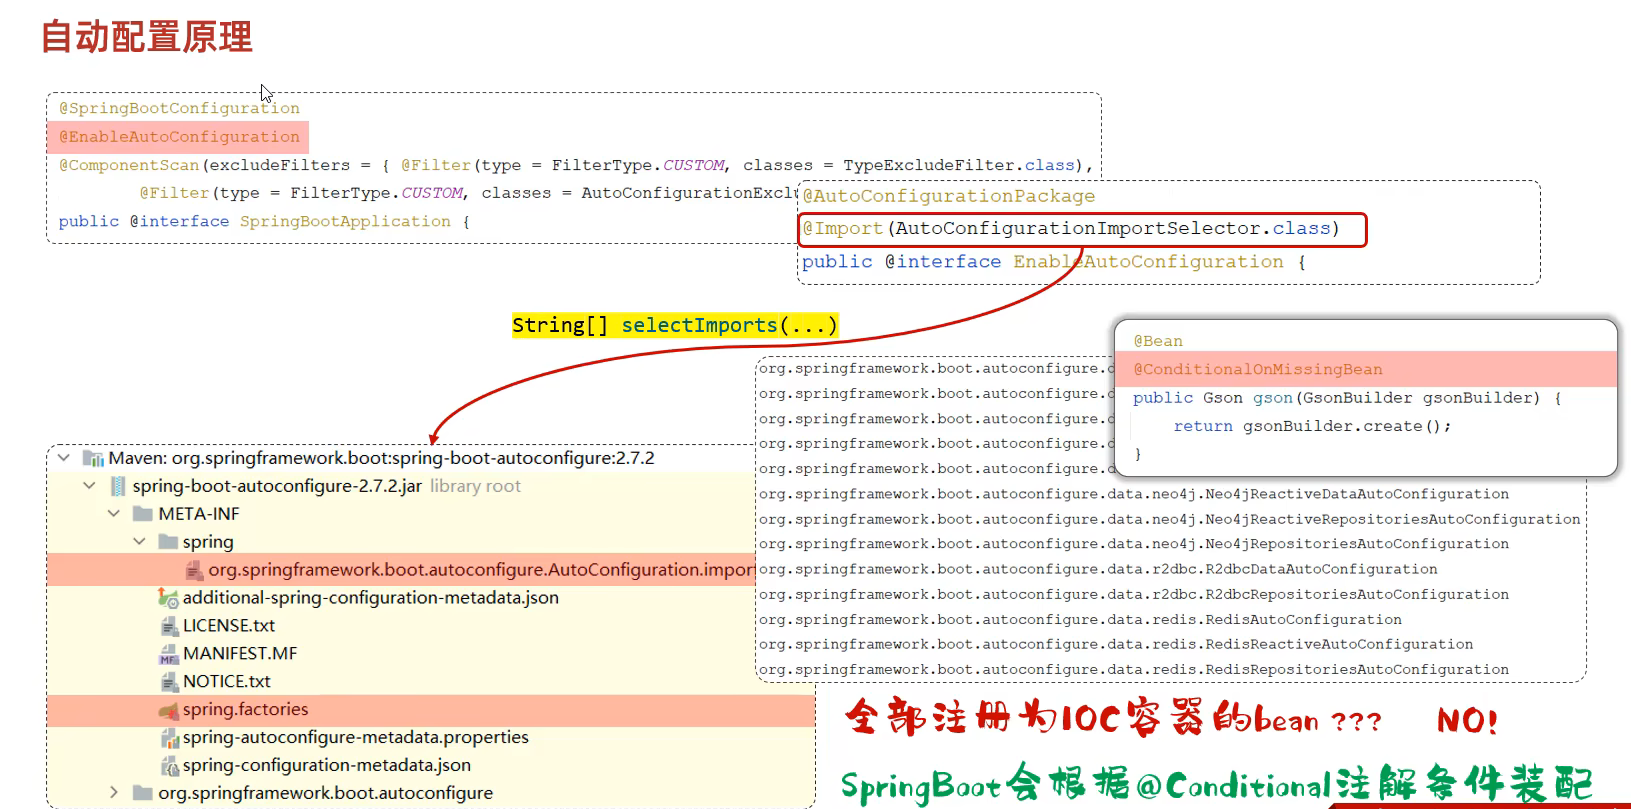 自动配置原理
@SpringBootConfiguration
@EnableAutoConfiguration
@ComponentScan(excludeFilters = { @Filter(type = FilterType.CUSTOM, classes = TypeExcludeFilter.class),
@Filter(type = FilterType.CUSTOM, classes = AutoConfigurationExclu
public @interface SpringBootApplication {
@AutoConfigurationPackage
@Import(AutoConfigurationImportSelector.class)
public @interface EnableAutoConfiguration {
String[] selectImports(...)
@Bean
@ConditionalOnMissingBean
public Gson gson(GsonBuilder gsonBuilder) {
return gsonBuilder.create();
}
org.springframework.boot.autoconfigure.d
org.springframework.boot.autoconfigure.d
org.springframework.boot.autoconfigure.d
org.springframework.boot.autoconfigure.d
org.springframework.boot.autoconfigure.d
org.springframework.boot.autoconfigure.data.neo4j.Neo4jReactiveDataAutoConfiguration
org.springframework.boot.autoconfigure.data.neo4j.Neo4jReactiveRepositoriesAutoConfiguration
org.springframework.boot.autoconfigure.data.neo4j.Neo4jRepositoriesAutoConfiguration
org.springframework.boot.autoconfigure.data.r2dbc.R2dbcDataAutoConfiguration
org.springframework.boot.autoconfigure.data.r2dbc.R2dbcRepositoriesAutoConfiguration
org.springframework.boot.autoconfigure.data.redis.RedisAutoConfiguration
org.springframework.boot.autoconfigure.data.redis.RedisReactiveAutoConfiguration
org.springframework.boot.autoconfigure.data.redis.RedisRepositoriesAutoConfiguration
Maven: org.springframework.boot:spring-boot-autoconfigure:2.7.2
spring-boot-autoconfigure-2.7.2.jar library root
META-INF
spring
org.springframework.boot.autoconfigure.AutoConfiguration.import
additional-spring-configuration-metadata.json
LICENSE.txt
MANIFEST.MF
NOTICE.txt
spring.factories
spring-autoconfigure-metadata.properties
spring-configuration-metadata.json
org.springframework.boot.autoconfigure
全部注册为IOC容器的bean ??? NO!
SpringBoot会根据@Conditional注解条件装配